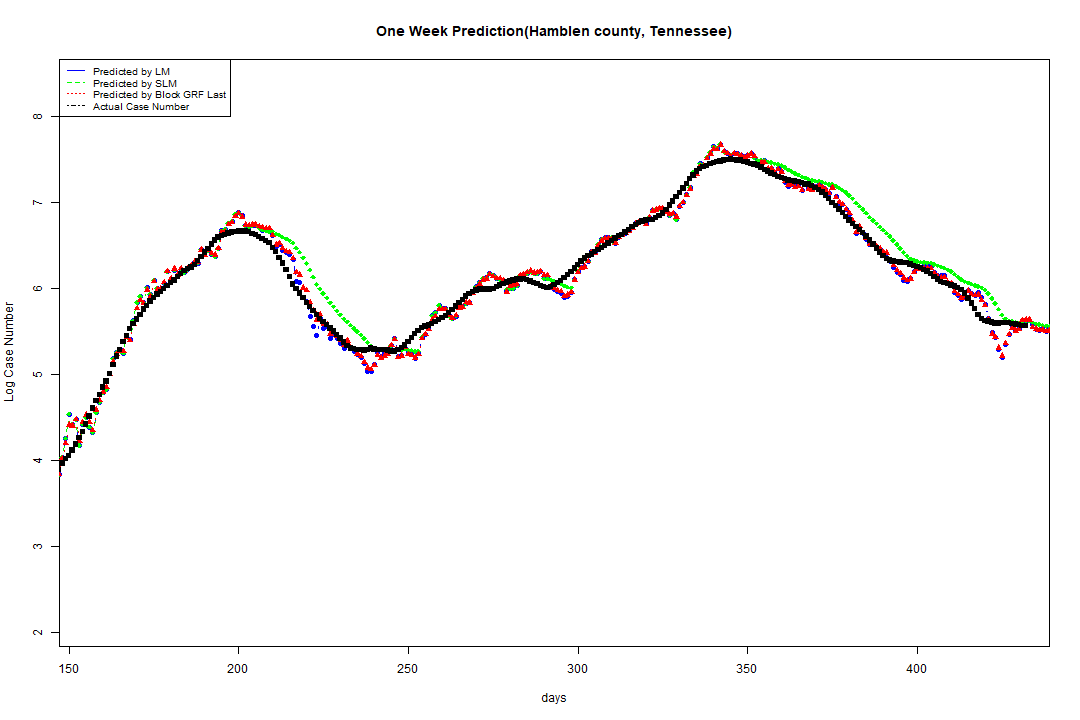 One Week Prediction(Hamblen county, Tennessee)
Predicted by LM
Predicted by SLM
Predicted by Block GRF Last
Actual Case Number
8
7
6
5
4
3
2
Log Case Number
150 200 250 300 350 400
days